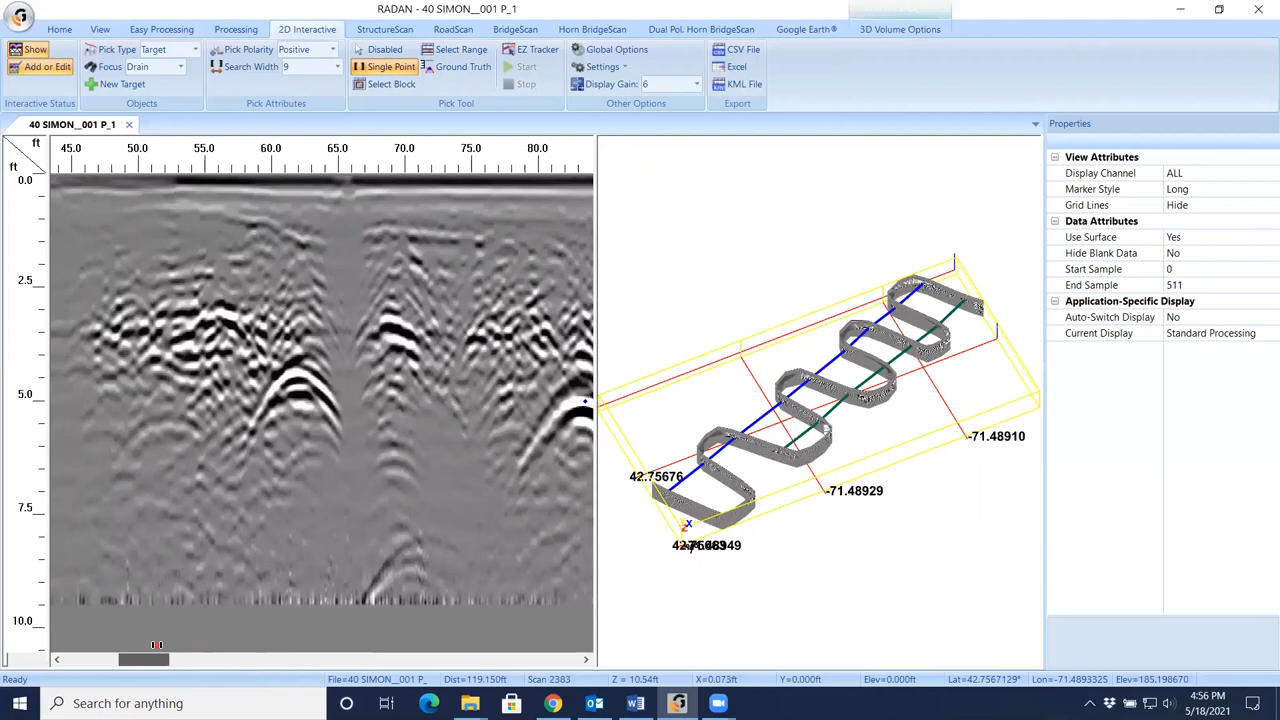 RADAN - 40 SIMON__001 P_1
Home View Easy Processing Processing 2D Interactive StructureScan RoadScan BridgeScan Horn BridgeScan Dual Pol. Horn BridgeScan Google Earth® 3D Volume Options
Show Pick Type Target Pick Polarity Positive Disabled Select Range EZ Tracker Global Options CSV File
Add or Edit Focus Drain Search Width 9 Single Point Ground Truth Start Settings Excel
New Target Select Block Stop Display Gain: 6 KML File
Interactive Status Objects Pick Attributes Pick Tool Other Options Export
40 SIMON__001 P_1
Properties
ft 45.0 50.0 55.0 60.0 65.0 70.0 75.0 80.0
ft
0.0
2.5
5.0
7.5
10.0
42.75676
-71.48910
-71.48929
X
Z
View Attributes
Display Channel ALL
Marker Style Long
Grid Lines Hide
Data Attributes
Use Surface Yes
Hide Blank Data No
Start Sample 0
End Sample 511
Application-Specific Display
Auto-Switch Display No
Current Display Standard Processing
Ready File=40 SIMON__001 P_ Dist=119.150ft Scan 2383 Z = 10.54ft X=0.073ft Y=0.000ft Elev=0.000ft Lat=42.7567129° Lon=-71.4893325 Elev=185.198670
Search for anything
4:56 PM
5/18/2021